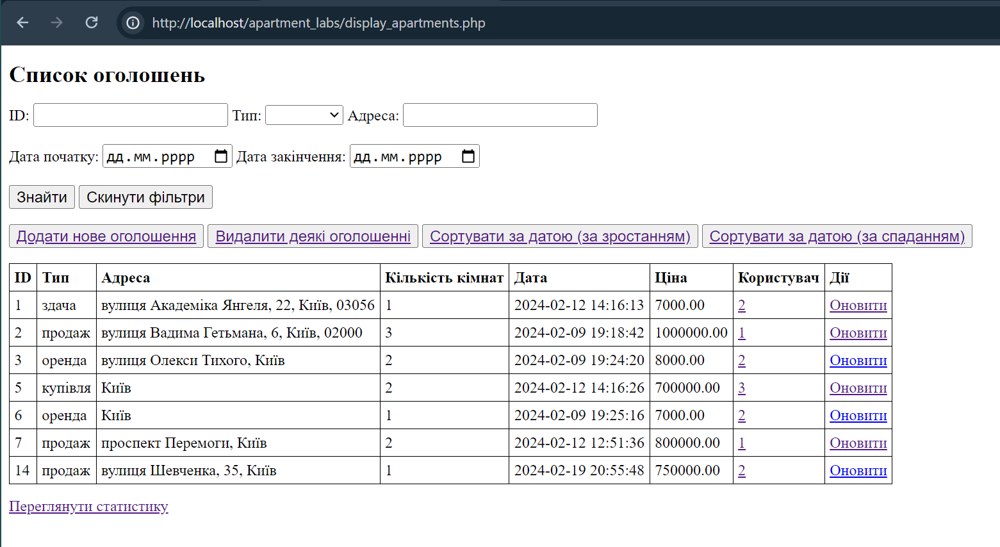 http://localhost/apartment_labs/display_apartments.php
Список оголошень
ID: Тип: Адреса:
Дата початку: дд.мм.рррр Дата закінчення: дд.мм.рррр
Знайти Скинути фільтри
Додати нове оголошення Видалити деякі оголошенні Сортувати за датою (за зростанням) Сортувати за датою (за спаданням)
ID Тип Адреса Кількість кімнат Дата Ціна Користувач Дії
1 здача вулиця Академіка Янгеля, 22, Київ, 03056 1 2024-02-12 14:16:13 7000.00 2 Оновити
2 продаж вулиця Вадима Гетьмана, 6, Київ, 02000 3 2024-02-09 19:18:42 1000000.00 1 Оновити
3 оренда вулиця Олекси Тихого, Київ 2 2024-02-09 19:24:20 8000.00 2 Оновити
5 купівля Київ 2 2024-02-12 14:16:26 700000.00 3 Оновити
6 оренда Київ 1 2024-02-09 19:25:16 7000.00 2 Оновити
7 продаж проспект Перемоги, Київ 2 2024-02-12 12:51:36 800000.00 1 Оновити
14 продаж вулиця Шевченка, 35, Київ 1 2024-02-19 20:55:48 750000.00 2 Оновити
Переглянути статистику